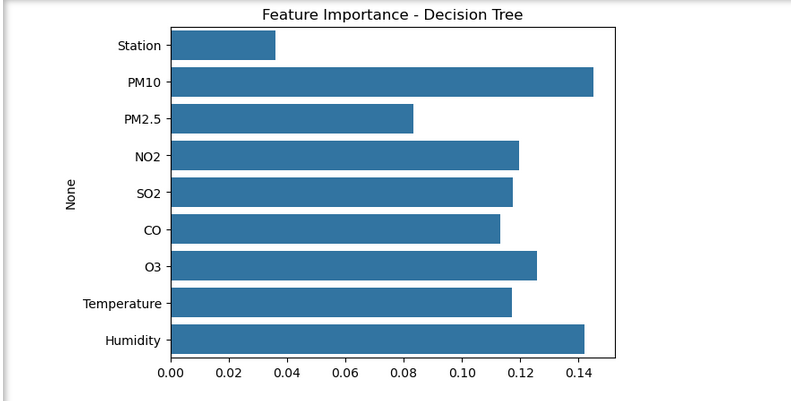 Feature Importance - Decision Tree
Station
PM10
PM2.5
NO2
SO2
CO
O3
Temperature
Humidity
None
0.00 0.02 0.04 0.06 0.08 0.10 0.12 0.14